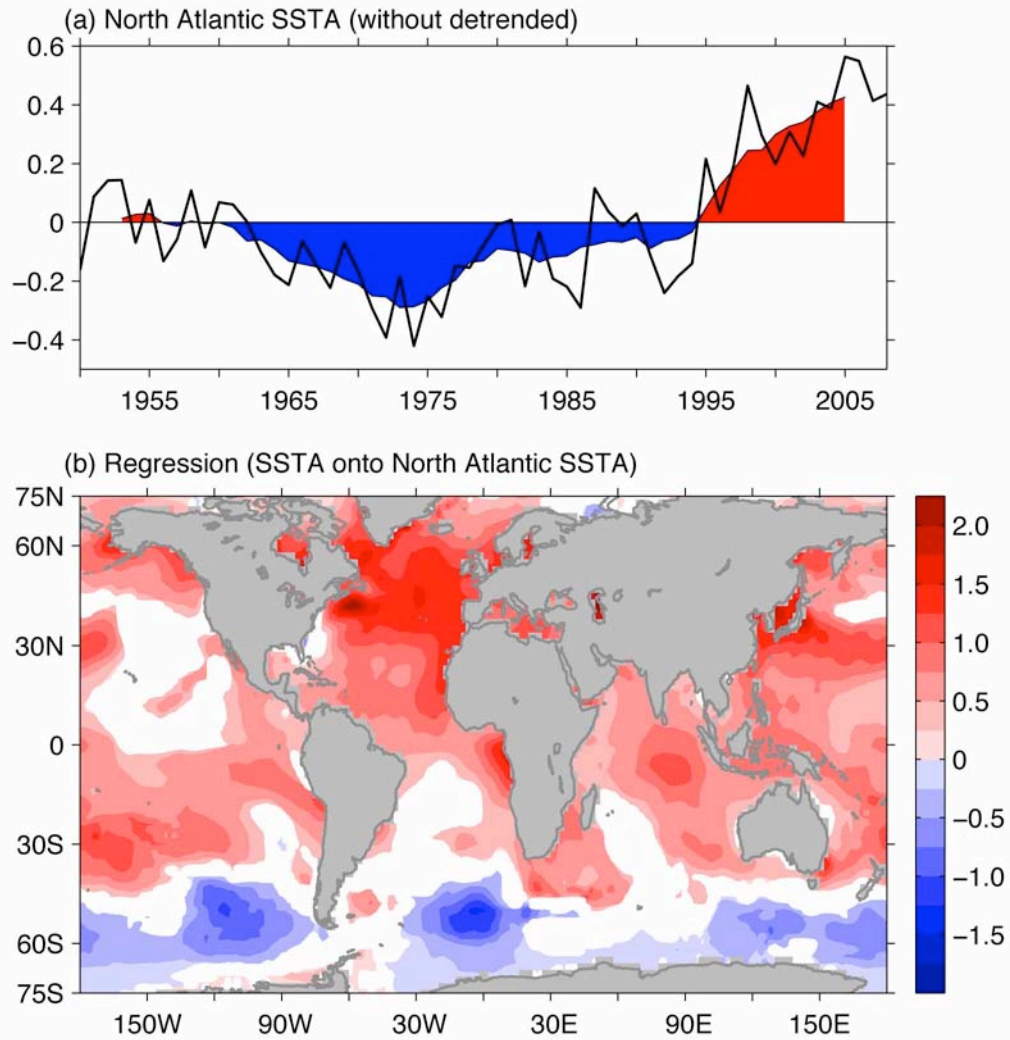 (a) North Atlantic SSTA (without detrended)
0.6
0.4
0.2
0
−0.2
−0.4
1955 1965 1975 1985 1995 2005
(b) Regression (SSTA onto North Atlantic SSTA)
75N
60N
30N
0
30S
60S
75S
150W 90W 30W 30E 90E 150E
2.0
1.5
1.0
0.5
0
−0.5
−1.0
−1.5